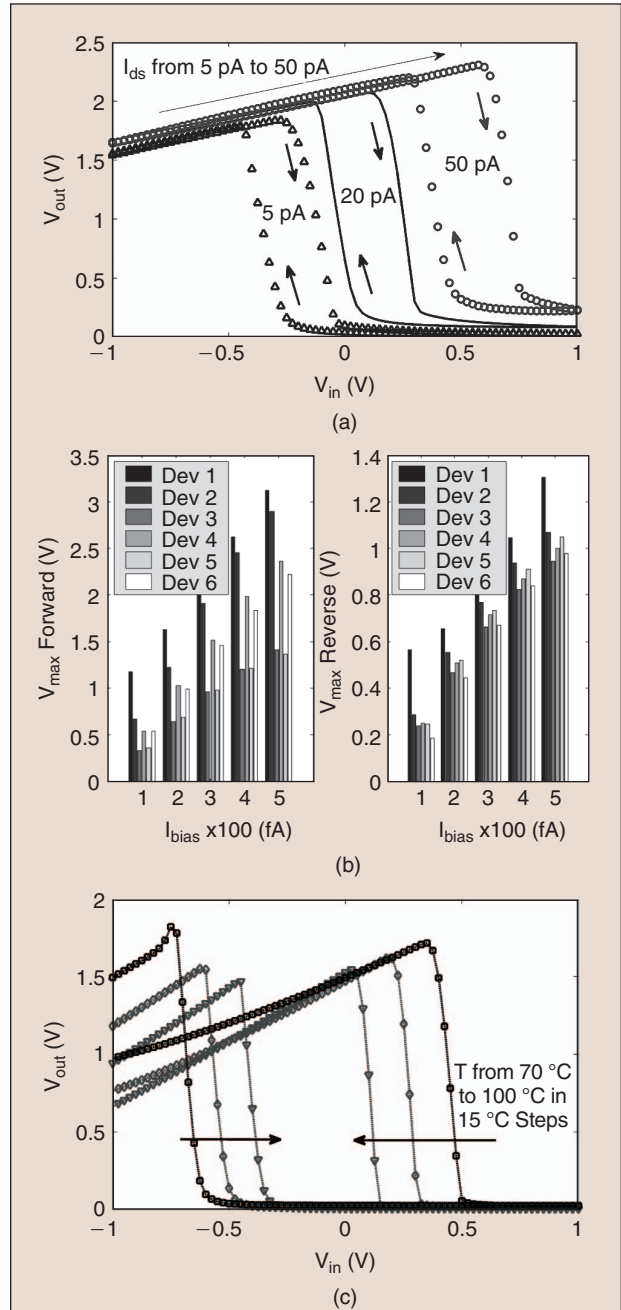 I_ds from 5 pA to 50 pA
2.5
2
1.5
1
0.5
0
V_out (V)
5 pA
20 pA
50 pA
−1
−0.5
0
0.5
1
V_in (V)
(a)
3.5
3
2.5
2
1.5
1
0.5
0
V_max Forward (V)
Dev 1
Dev 2
Dev 3
Dev 4
Dev 5
Dev 6
1
2
3
4
5
I_bias x100 (fA)
1.4
1.2
1
0.8
0.6
0.4
0.2
0
V_max Reverse (V)
Dev 1
Dev 2
Dev 3
Dev 4
Dev 5
Dev 6
1
2
3
4
5
I_bias x100 (fA)
(b)
2
1.5
1
0.5
0
V_out (V)
T from 70 °C
to 100 °C in
15 °C Steps
−1
−0.5
0
0.5
1
V_in (V)
(c)